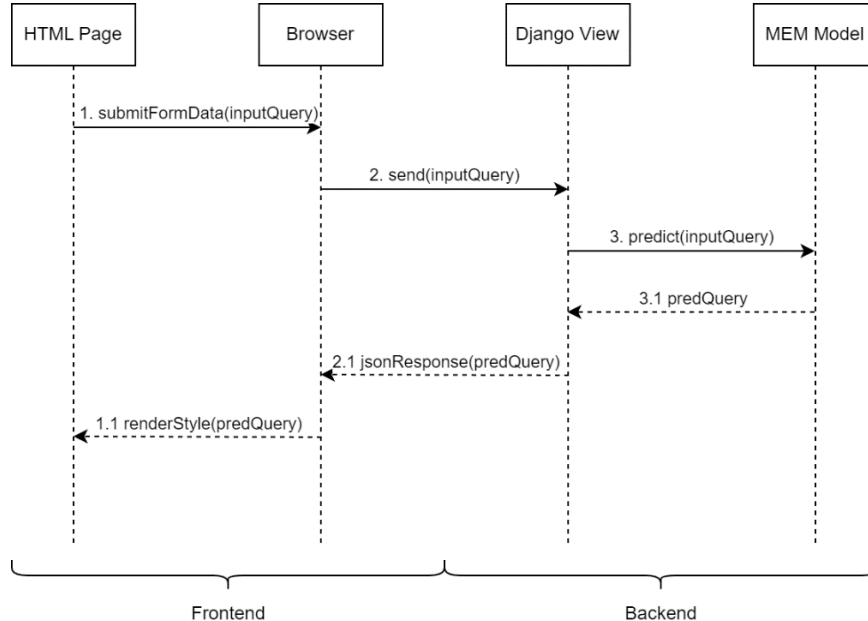 HTML Page
Browser
Django View
MEM Model
1. submitFormData(inputQuery)
2. send(inputQuery)
3. predict(inputQuery)
3.1 predQuery
2.1 jsonResponse(predQuery)
1.1 renderStyle(predQuery)
Frontend
Backend